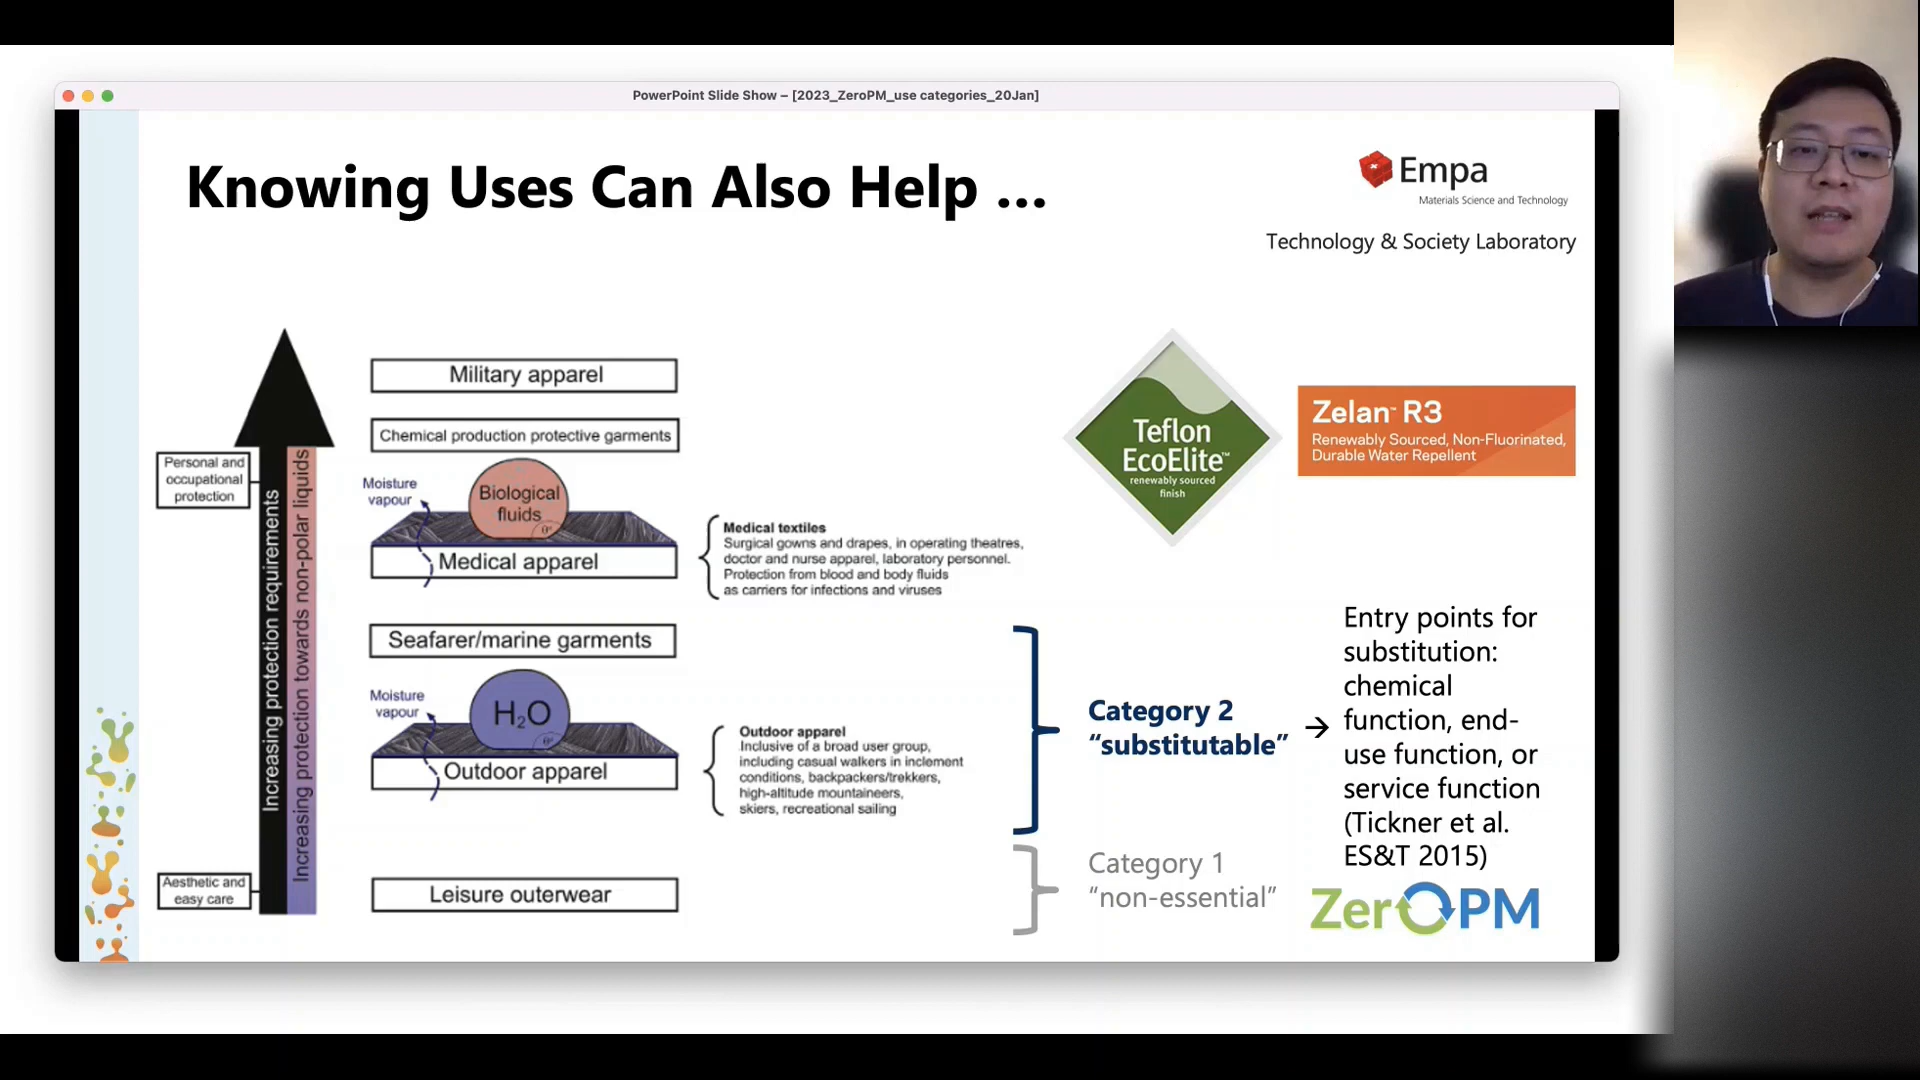 PowerPoint Slide Show – [2023_ZeroPM_use categories_20Jan]
Knowing Uses Can Also Help ...
Empa
Materials Science and Technology
Technology & Society Laboratory
Increasing protection requirements
Increasing protection towards non-polar liquids
Personal and
occupational
protection
Aesthetic and
easy care
Military apparel
Chemical production protective garments
Moisture
vapour
Biological
fluids
θ°
Medical apparel
Medical textiles
Surgical gowns and drapes, in operating theatres,
doctor and nurse apparel, laboratory personnel.
Protection from blood and body fluids
as carriers for infections and viruses
Seafarer/marine garments
Moisture
vapour
H₂O
θ°
Outdoor apparel
Outdoor apparel
Inclusive of a broad user group,
including casual walkers in inclement
conditions, backpackers/trekkers,
high-altitude mountaineers,
skiers, recreational sailing
Leisure outerwear
Teflon
EcoElite™
renewably sourced
finish
Zelan™ R3
Renewably Sourced, Non-Fluorinated,
Durable Water Repellent
Category 2
“substitutable”
→
Entry points for
substitution:
chemical
function, end-
use function, or
service function
(Tickner et al.
ES&T 2015)
Category 1
“non-essential”
ZeroPM